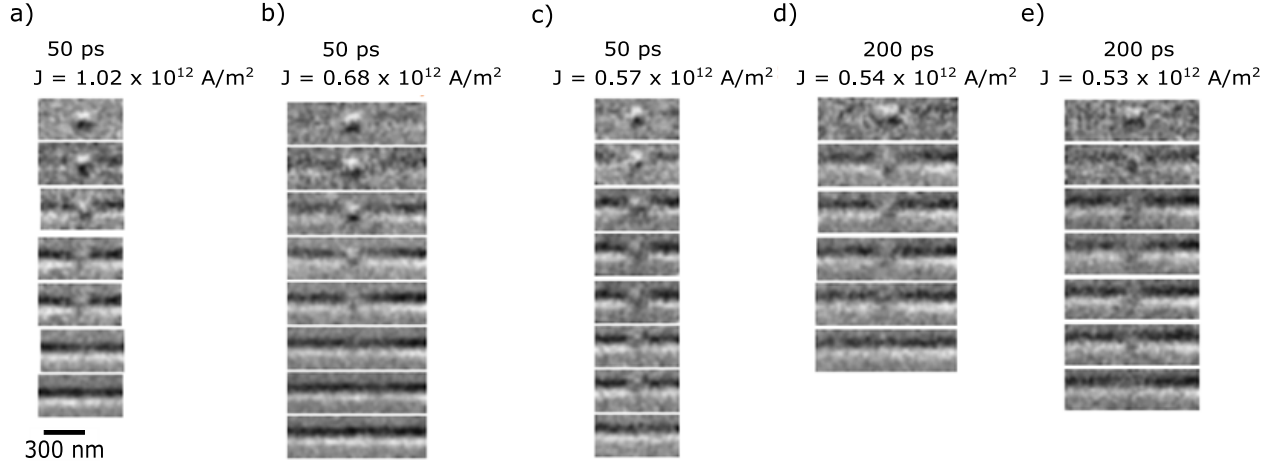 a)
50 ps
J = 1.02 x 10¹² A/m²
b)
50 ps
J = 0.68 x 10¹² A/m²
c)
50 ps
J = 0.57 x 10¹² A/m²
d)
200 ps
J = 0.54 x 10¹² A/m²
e)
200 ps
J = 0.53 x 10¹² A/m²
300 nm